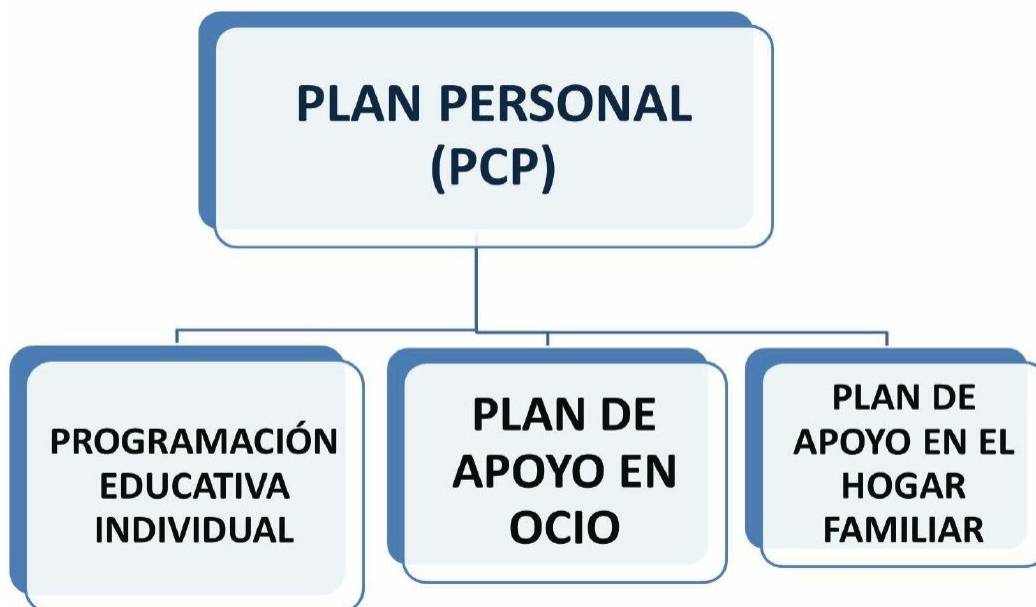 PLAN PERSONAL
(PCP)
PROGRAMACIÓN
EDUCATIVA
INDIVIDUAL
PLAN DE
APOYO EN
OCIO
PLAN DE
APOYO EN EL
HOGAR
FAMILIAR